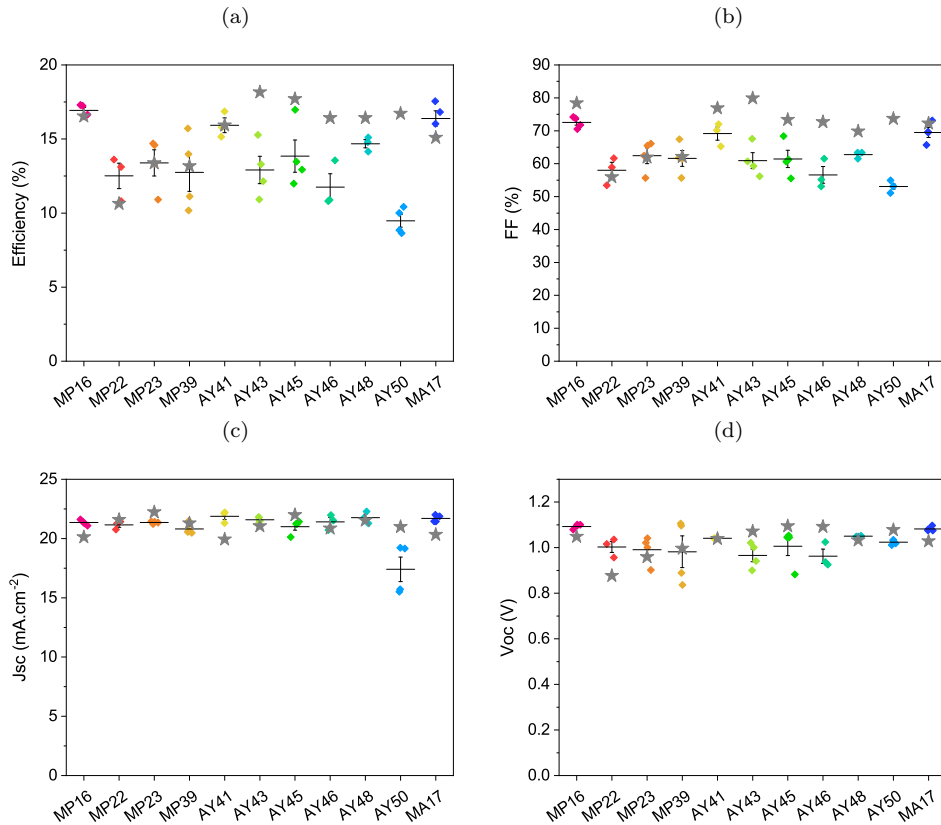 (a)
(b)
20
15
10
5
0
Efficiency (%)
MP16 MP22 MP23 MP39 AY41 AY43 AY45 AY46 AY48 AY50 MA17
90
80
70
60
50
40
30
20
10
0
FF (%)
MP16 MP22 MP23 MP39 AY41 AY43 AY45 AY46 AY48 AY50 MA17
(c)
(d)
25
20
15
10
5
0
Jsc (mA.cm-2)
MP16 MP22 MP23 MP39 AY41 AY43 AY45 AY46 AY48 AY50 MA17
1.2
1.0
0.8
0.6
0.4
0.2
0.0
Voc (V)
MP16 MP22 MP23 MP39 AY41 AY43 AY45 AY46 AY48 AY50 MA17